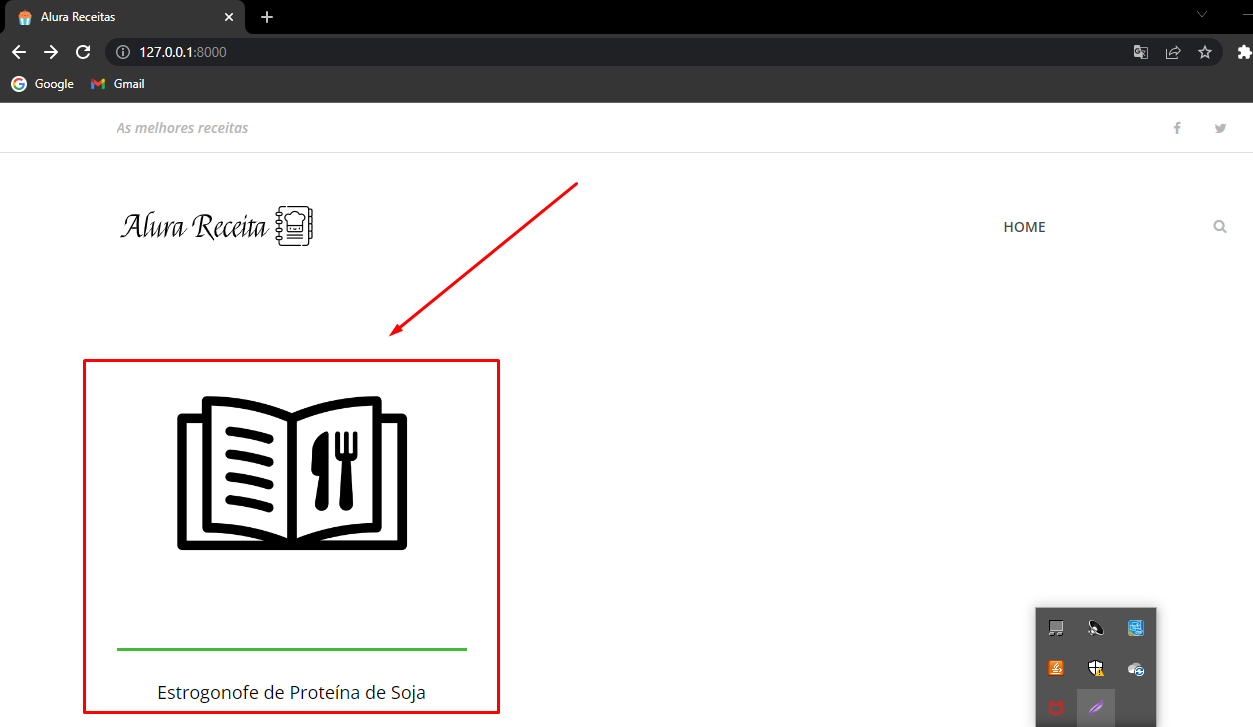 Alura Receitas
127.0.0.1:8000
Google
Gmail
As melhores receitas
Alura Receita
HOME
Estrogonofe de Proteína de Soja